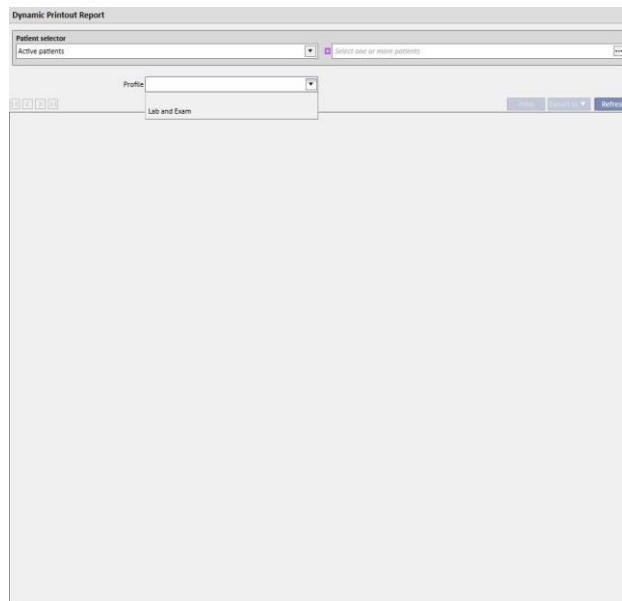 Dynamic Printout Report
Patient selector
Active patients
Select one or more patients
Profile
Print Export to Refres
Lab and Exam